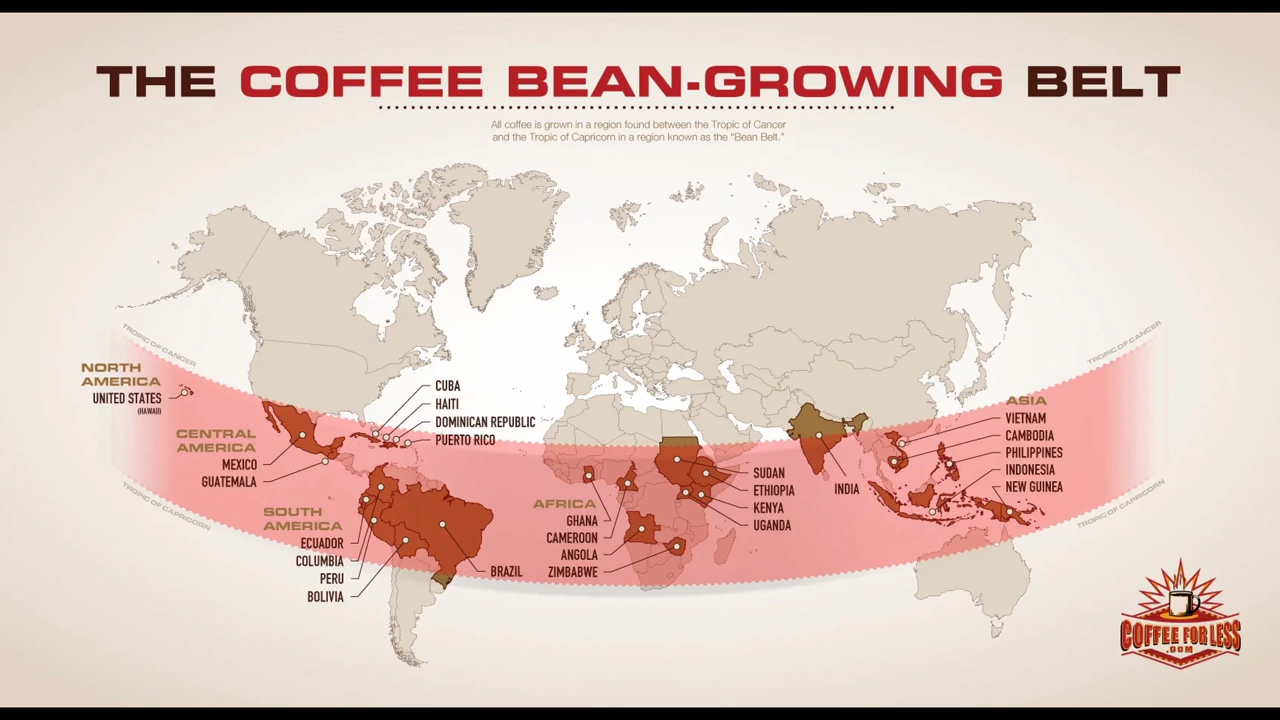 THE COFFEE BEAN-GROWING BELT
All coffee is grown in a region found between the Tropic of Cancer
and the Tropic of Capricorn in a region known as the “Bean Belt.”
TROPIC OF CANCER
TROPIC OF CANCER
NORTH
AMERICA
UNITED STATES
(HAWAII)
CENTRAL
AMERICA
MEXICO
GUATEMALA
CUBA
HAITI
DOMINICAN REPUBLIC
PUERTO RICO
TROPIC OF CAPRICORN
SOUTH
AMERICA
ECUADOR
COLUMBIA
PERU
BOLIVIA
BRAZIL
AFRICA
GHANA
CAMEROON
ANGOLA
ZIMBABWE
SUDAN
ETHIOPIA
KENYA
UGANDA
INDIA
ASIA
VIETNAM
CAMBODIA
PHILIPPINES
INDONESIA
NEW GUINEA
TROPIC OF CAPRICORN
COFFEE FOR LESS
.COM